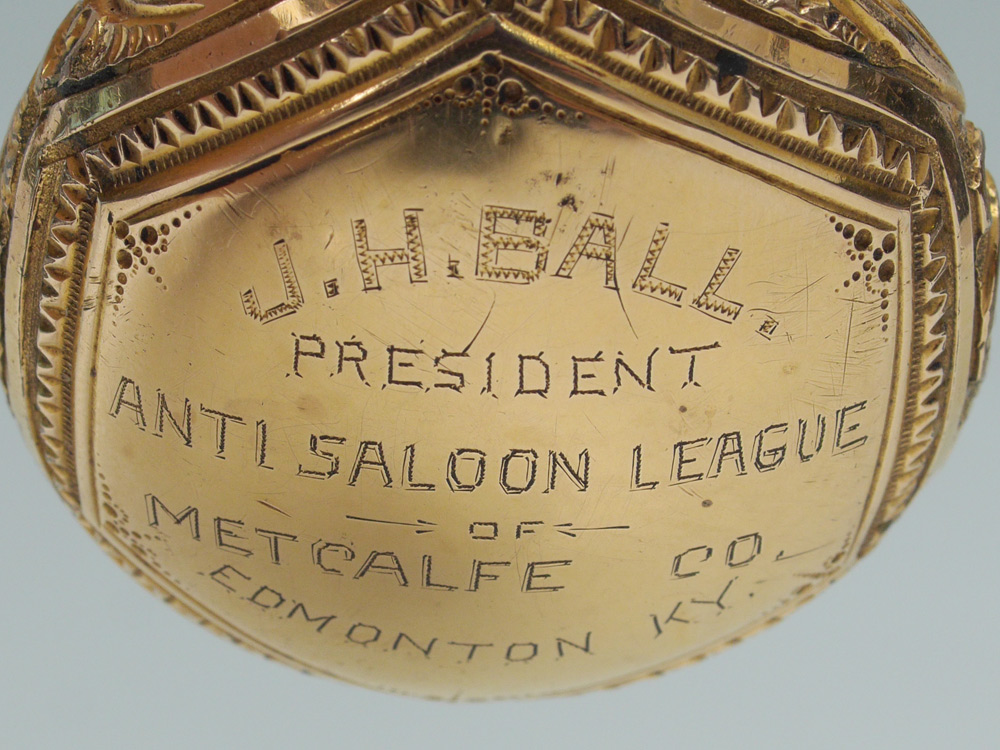 J.H.BALL.
PRESIDENT
ANTI SALOON LEAGUE
OF
METCALFE CO.
EDMONTON KY.